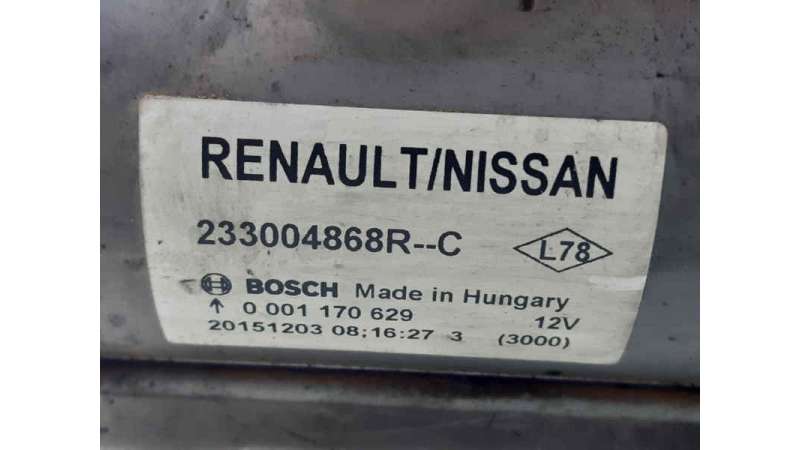 RENAULT/NISSAN
233004868R--C L78
BOSCH Made in Hungary
↑ 0 001 170 629 12V
20151203 08;16:27 3 (3000)